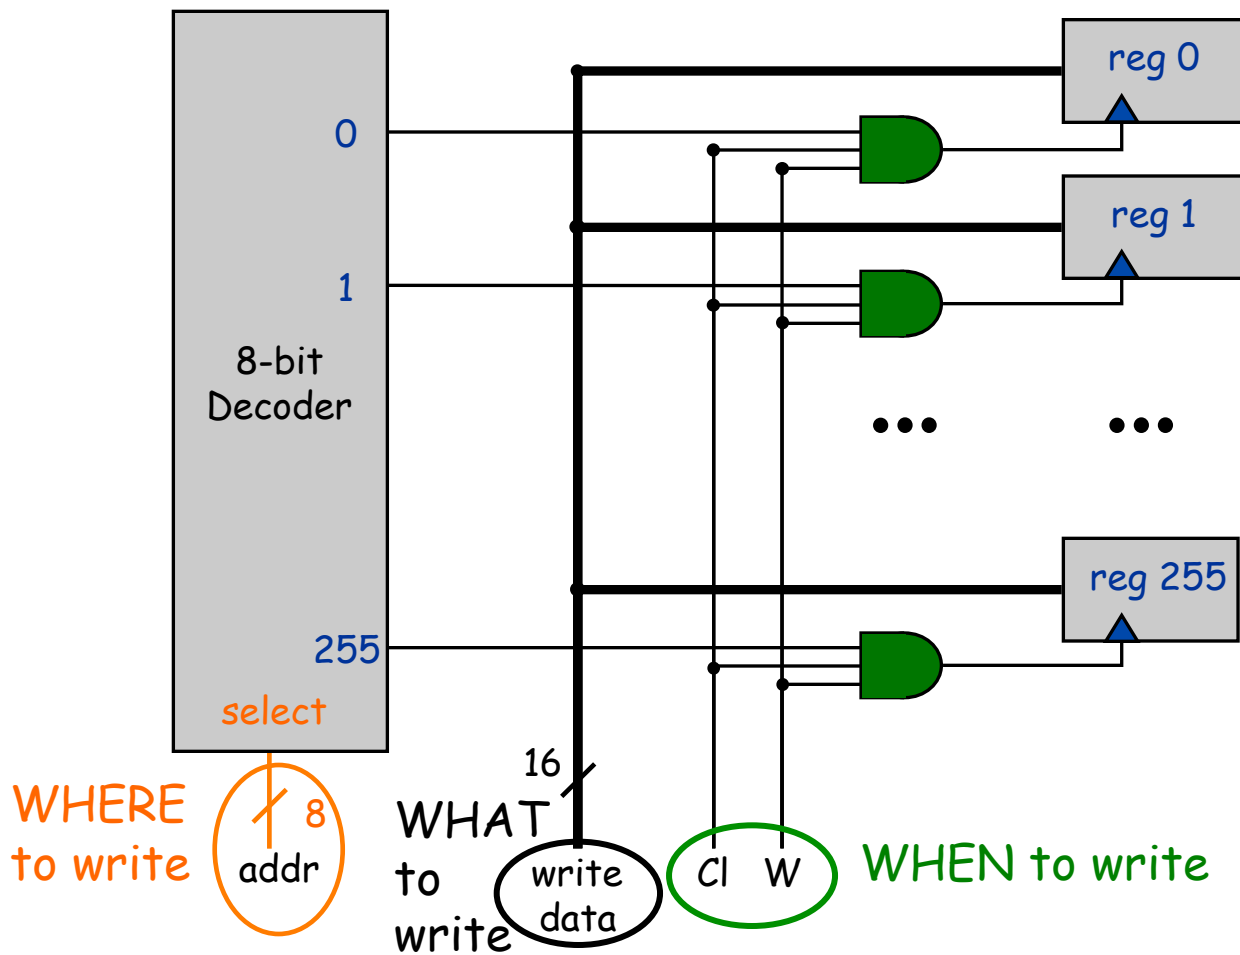 reg 0
0
reg 1
1
8-bit
Decoder
reg 255
255
select
16
WHERE
to write
8
addr
WHAT
to
write
write
data
Cl
W
WHEN to write